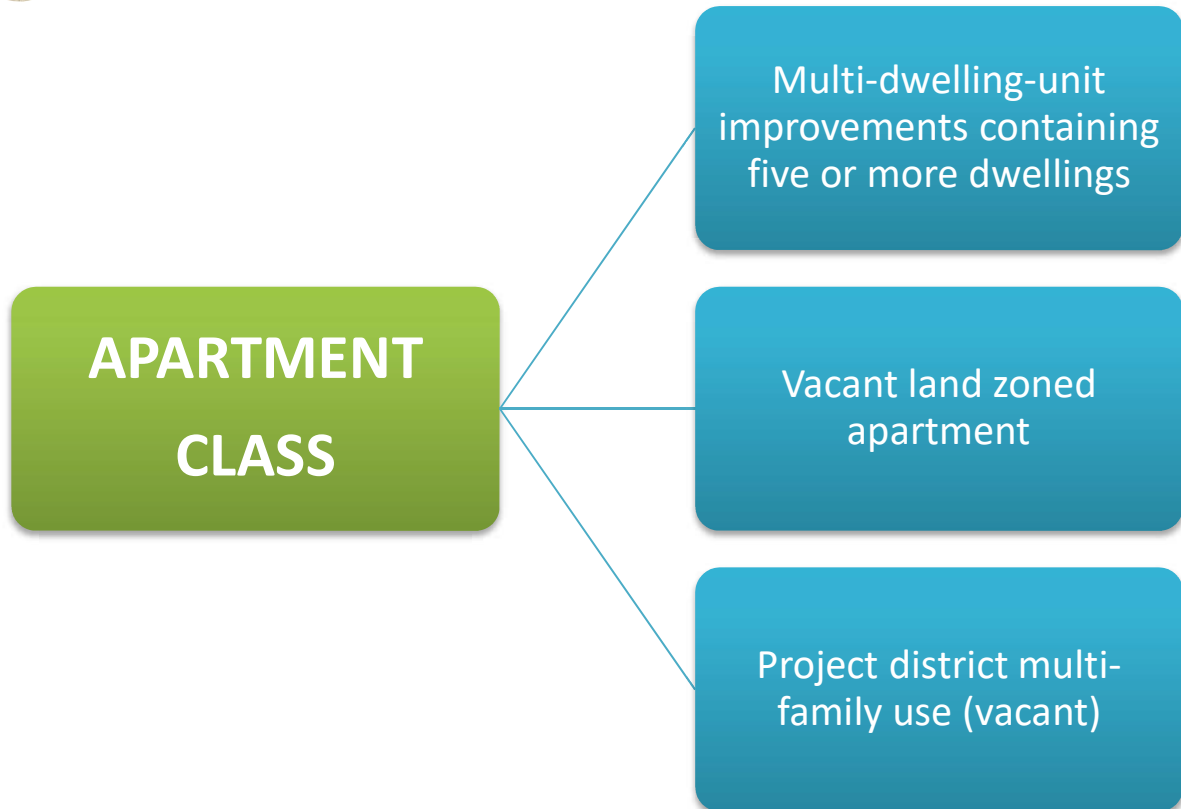 APARTMENT
CLASS
Multi-dwelling-unit
improvements containing
five or more dwellings
Vacant land zoned
apartment
Project district multi-
family use (vacant)